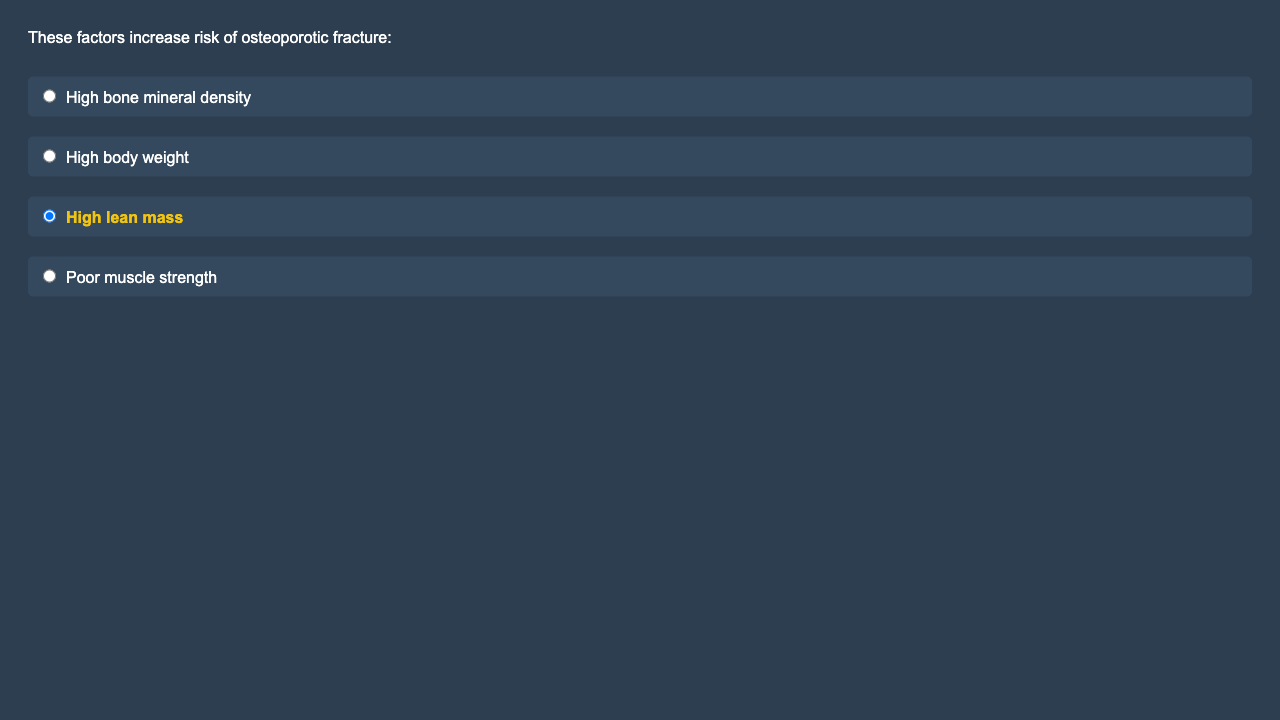 These factors increase risk of osteoporotic fracture:
High bone mineral density
High body weight
High lean mass
Poor muscle strength